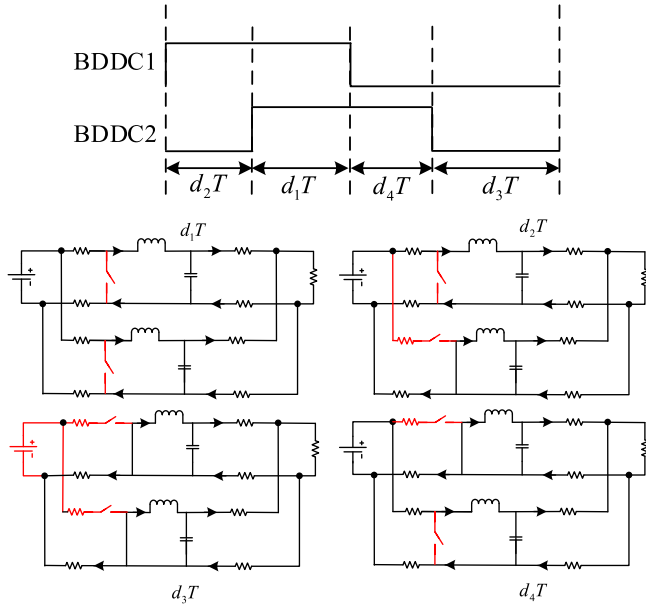 BDDC1
BDDC2
d₂T d₁T d₄T d₃T
d₁T d₂T
+ - + -
+ - + -
d₃T d₄T